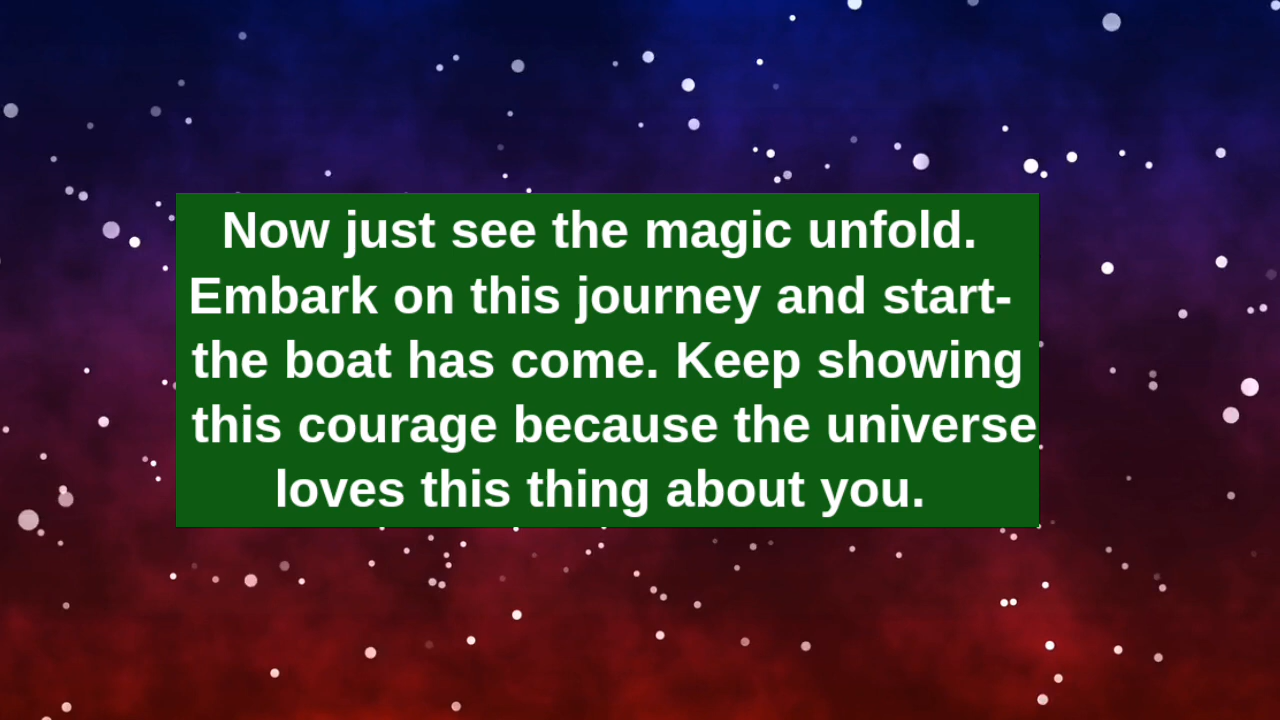 Now just see the magic unfold.
Embark on this journey and start-
the boat has come. Keep showing
this courage because the universe
loves this thing about you.